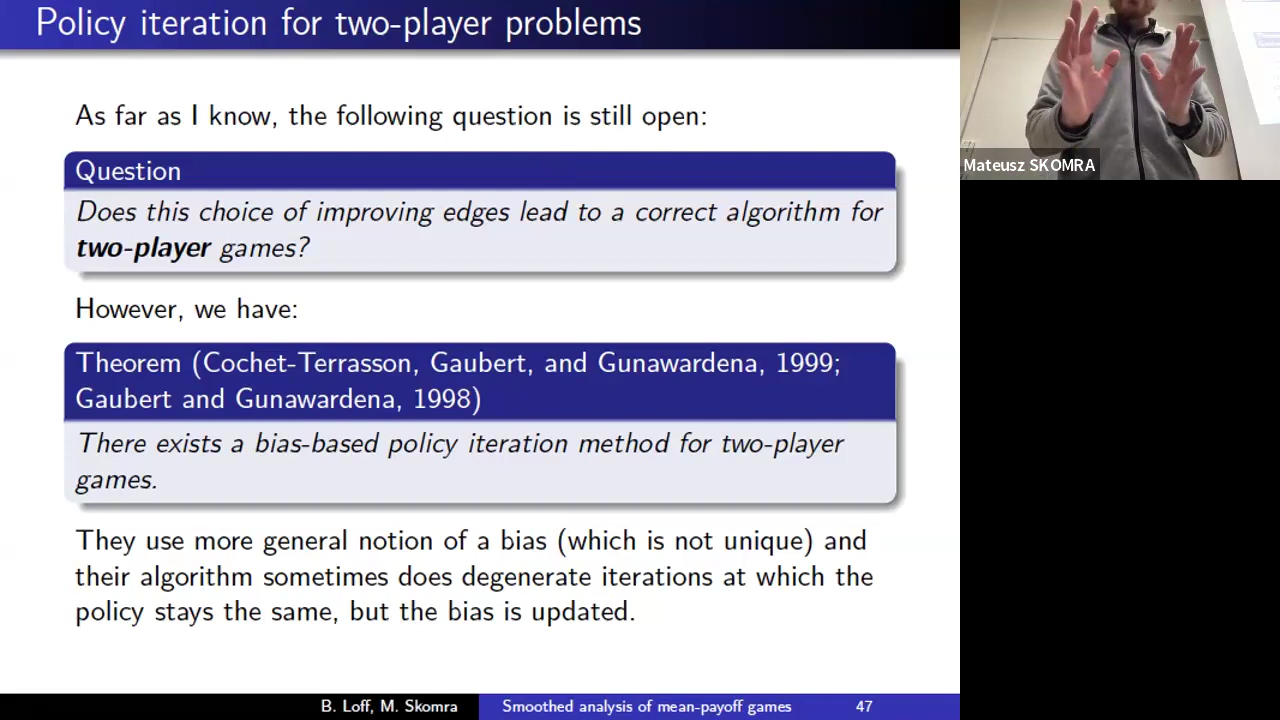 Policy iteration for two-player problems
As far as I know, the following question is still open:
Question
Does this choice of improving edges lead to a correct algorithm for
two-player games?
However, we have:
Theorem (Cochet-Terrasson, Gaubert, and Gunawardena, 1999;
Gaubert and Gunawardena, 1998)
There exists a bias-based policy iteration method for two-player
games.
They use more general notion of a bias (which is not unique) and
their algorithm sometimes does degenerate iterations at which the
policy stays the same, but the bias is updated.
B. Loff, M. Skomra
Smoothed analysis of mean-payoff games
47
Mateusz SKOMRA